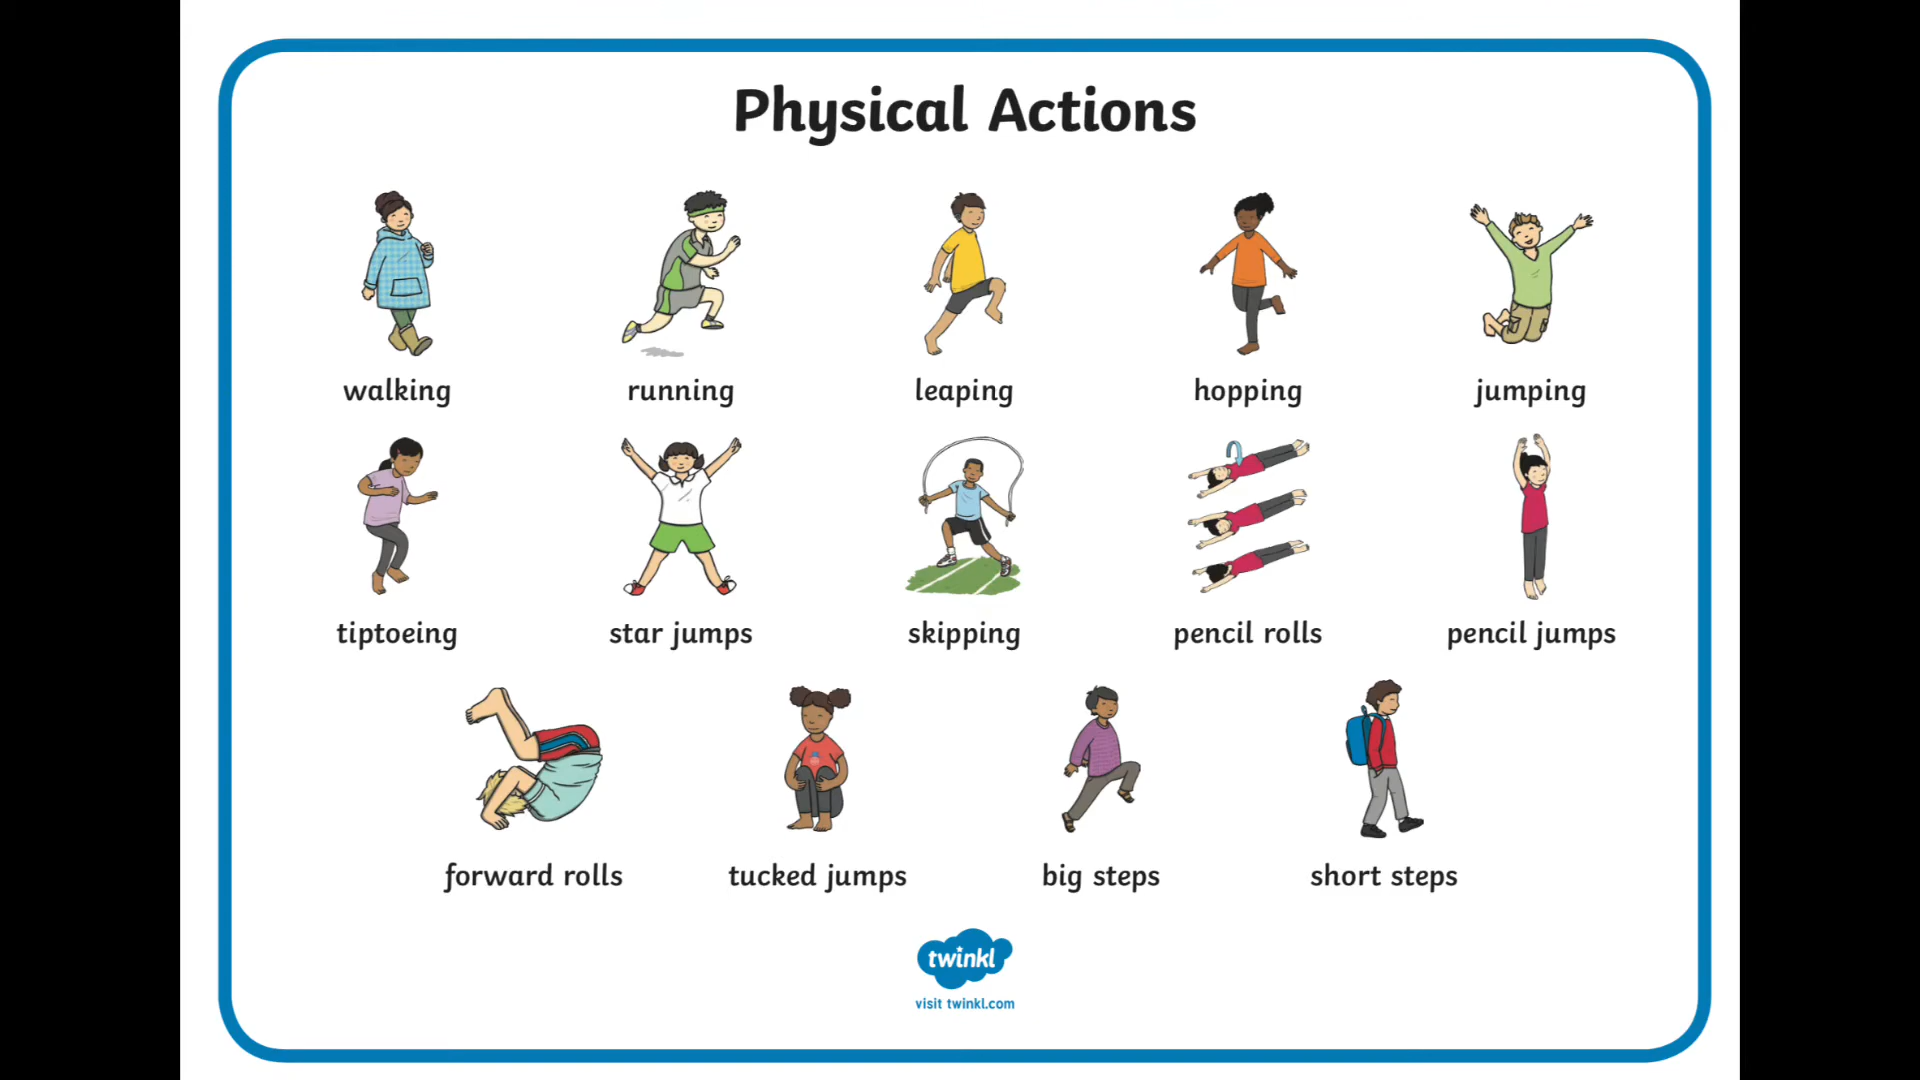 Physical Actions
walking
running
leaping
hopping
jumping
tiptoeing
star jumps
skipping
pencil rolls
pencil jumps
forward rolls
tucked jumps
big steps
short steps
twinkl
visit twinkl.com